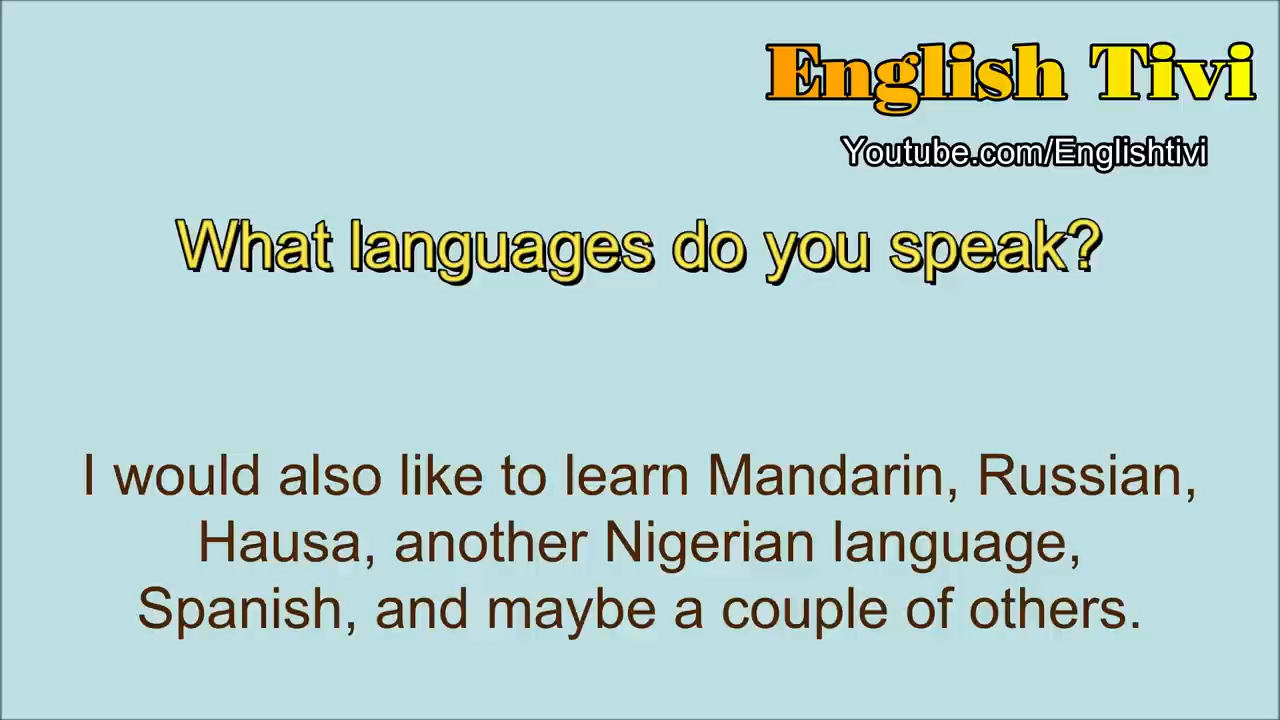 English Tivi
Youtube.com/Englishtivi
What languages do you speak?
I would also like to learn Mandarin, Russian,
Hausa, another Nigerian language,
Spanish, and maybe a couple of others.